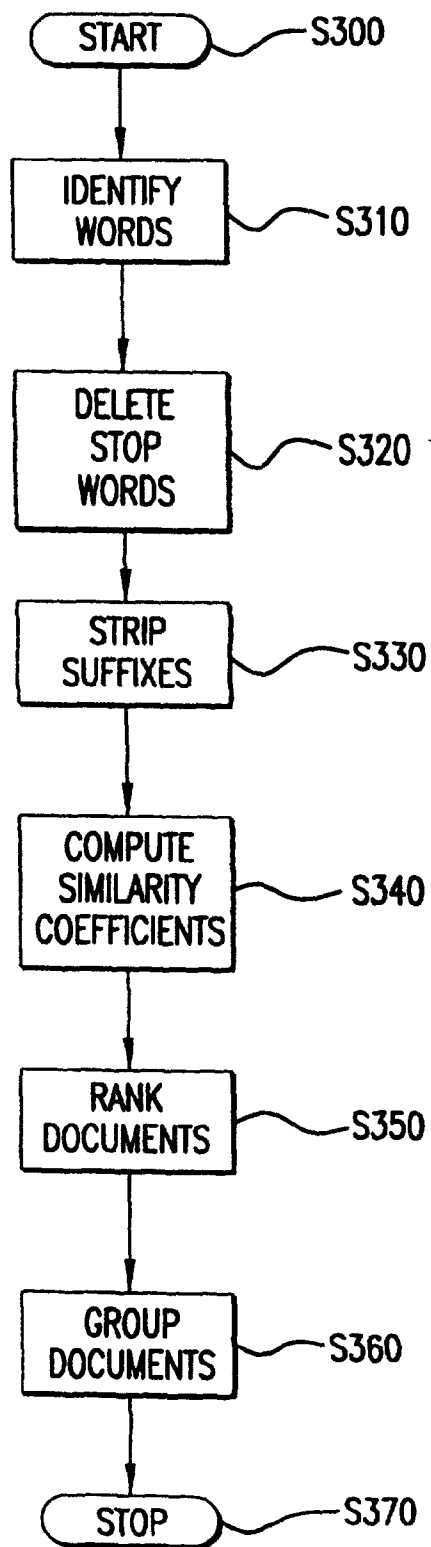 START
S300
IDENTIFY
WORDS
S310
DELETE
STOP
WORDS
S320
STRIP
SUFFIXES
S330
COMPUTE
SIMILARITY
COEFFICIENTS
S340
RANK
DOCUMENTS
S350
GROUP
DOCUMENTS
S360
STOP
S370